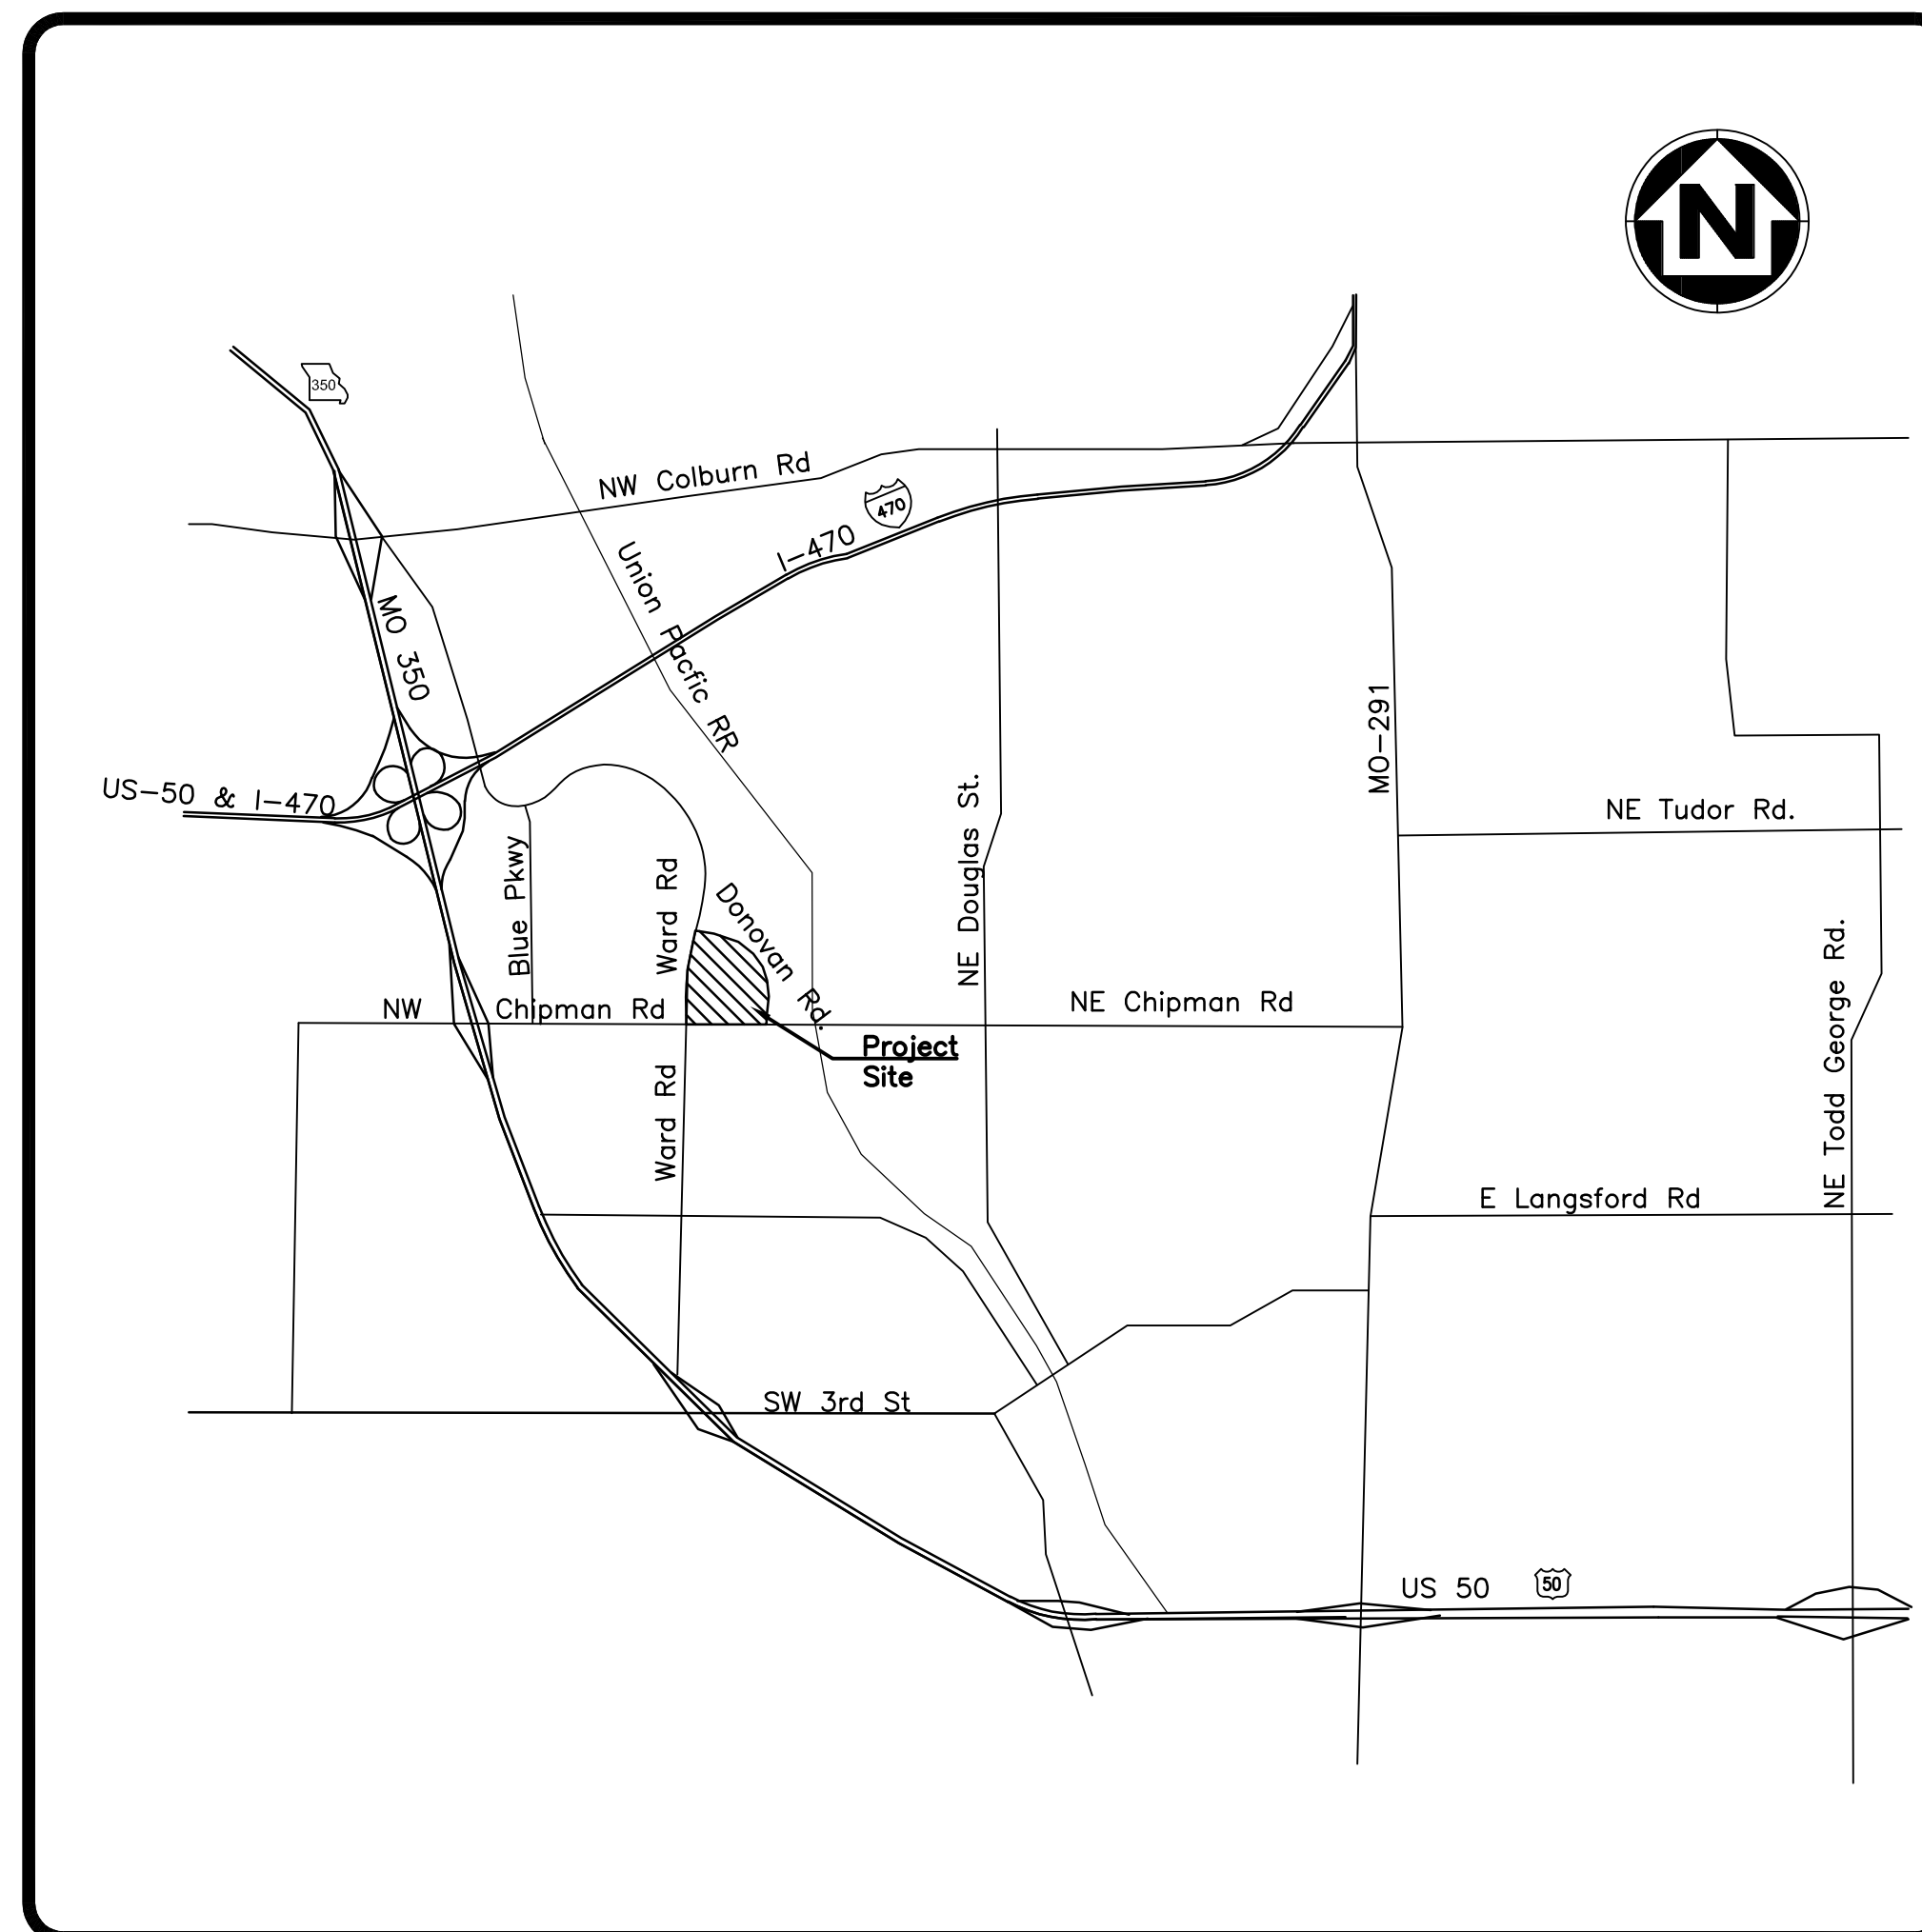 N
350
NW Colburn Rd
470
I-470
Union Pacfic RR
MO 350
MO-291
US-50 & I-470
NE Tudor Rd.
NE Douglas St.
Blue Pkwy
Ward Rd
Donovan Rd.
NE Todd George Rd.
NW Chipman Rd
NE Chipman Rd
Project
Site
Ward Rd
E Langsford Rd
SW 3rd St
US 50
50